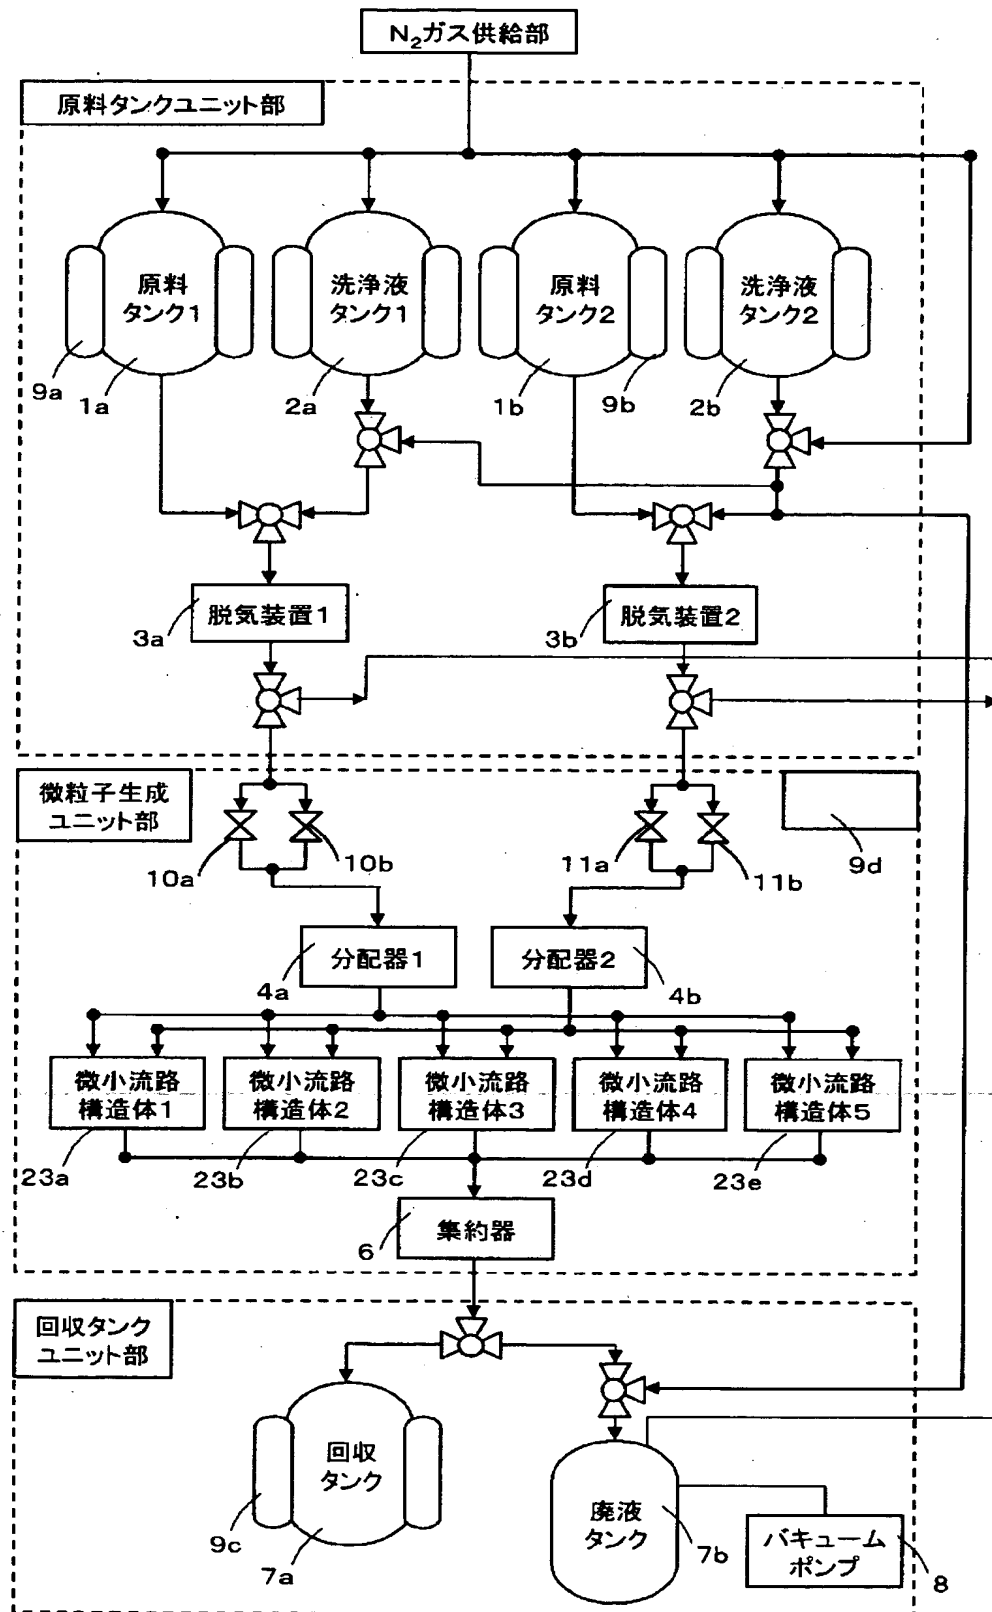 N₂ガス供給部
原料タンクユニット部
原料
タンク1
洗浄液
タンク1
原料
タンク2
洗浄液
タンク2
9a
1a
2a
1b
9b
2b
脱気装置1
脱気装置2
3a
3b
微粒子生成
ユニット部
10a
10b
11a
11b
9d
分配器1
分配器2
4a
4b
微小流路
構造体1
微小流路
構造体2
微小流路
構造体3
微小流路
構造体4
微小流路
構造体5
23a
23b
23c
23d
23e
集約器
6
回収タンク
ユニット部
回収
タンク
廃液
タンク
9c
7a
7b
バキューム
ポンプ
8